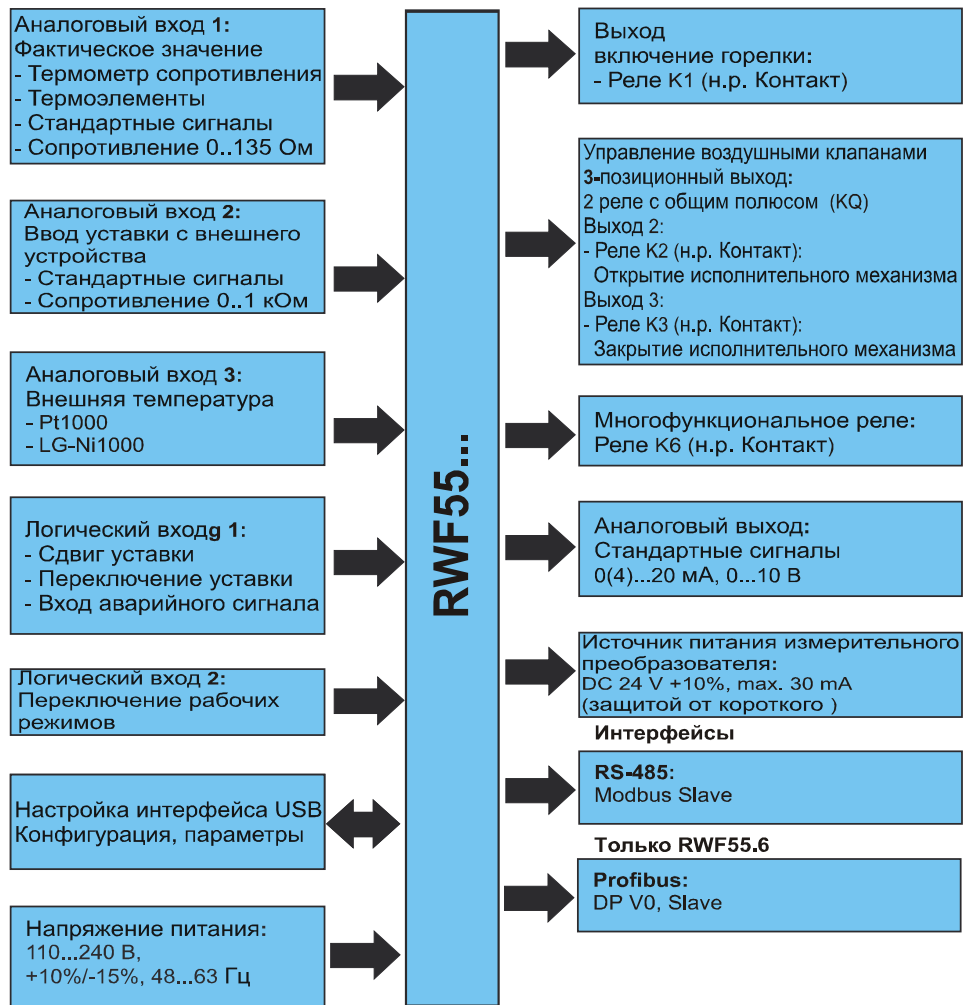 Аналоговый вход 1:
Фактическое значение
- Термометр сопротивления
- Термоэлементы
- Стандартные сигналы
- Сопротивление 0..135 Ом
Аналоговый вход 2:
Ввод уставки с внешнего
устройства
- Стандартные сигналы
- Сопротивление 0..1 кОм
Аналоговый вход 3:
Внешняя температура
- Pt1000
- LG-Ni1000
Логический входg 1:
- Сдвиг уставки
- Переключение уставки
- Вход аварийного сигнала
Логический вход 2:
Переключение рабочих
режимов
Настройка интерфейса USB
Конфигурация, параметры
Напряжение питания:
110...240 В,
+10%/-15%, 48...63 Гц
RWF55...
Выход
включение горелки:
- Реле K1 (н.р. Контакт)
Управление воздушными клапанами
3-позиционный выход:
2 реле с общим полюсом (KQ)
Выход 2:
- Реле K2 (н.р. Контакт):
Открытие исполнительного механизма
Выход 3:
- Реле K3 (н.р. Контакт):
Закрытие исполнительного механизма
Многофункциональное реле:
Реле K6 (н.р. Контакт)
Аналоговый выход:
Стандартные сигналы
0(4)...20 мА, 0...10 В
Источник питания измерительного
преобразователя:
DC 24 V +10%, max. 30 mA
(защитой от короткого )
Интерфейсы
RS-485:
Modbus Slave
Только RWF55.6
Profibus:
DP V0, Slave